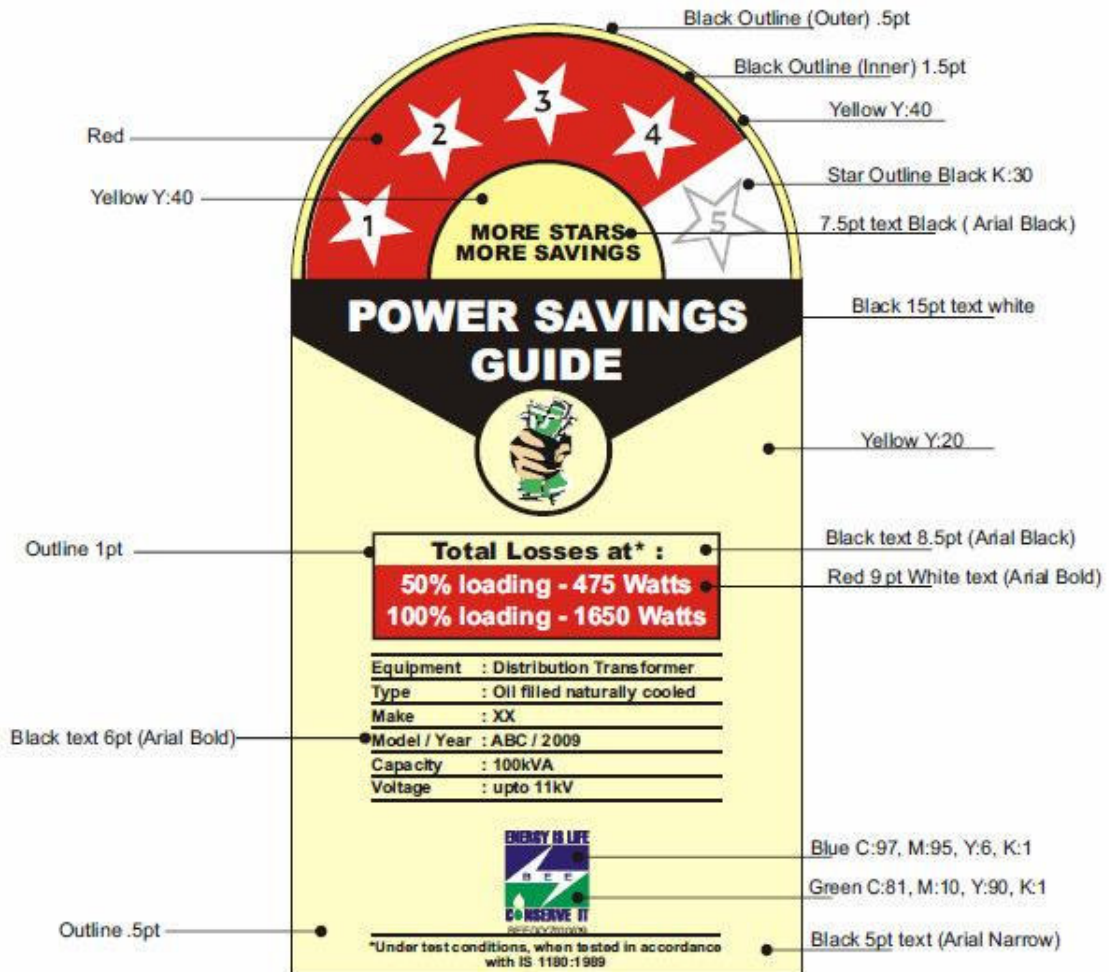 Black Outline (Outer) .5pt
Black Outline (Inner) 1.5pt
Yellow Y:40
Red
Star Outline Black K:30
Yellow Y:40
7.5pt text Black ( Arial Black)
1
2
3
4
5
MORE STARS
MORE SAVINGS
Black 15pt text white
POWER SAVINGS
GUIDE
Yellow Y:20
Outline 1pt
Total Losses at* :
Black text 8.5pt (Arial Black)
50% loading - 475 Watts
Red 9 pt White text (Arial Bold)
100% loading - 1650 Watts
Equipment : Distribution Transformer
Type : Oil filled naturally cooled
Make : XX
Black text 6pt (Arial Bold)
Model / Year : ABC / 2009
Capacity : 100kVA
Voltage : upto 11kV
ENERGY IS LIFE
BEE
CONSERVE IT
Blue C:97, M:95, Y:6, K:1
Green C:81, M:10, Y:90, K:1
Outline .5pt
Black 5pt text (Arial Narrow)
*Under test conditions, when tested in accordance
with IS 1180:1989